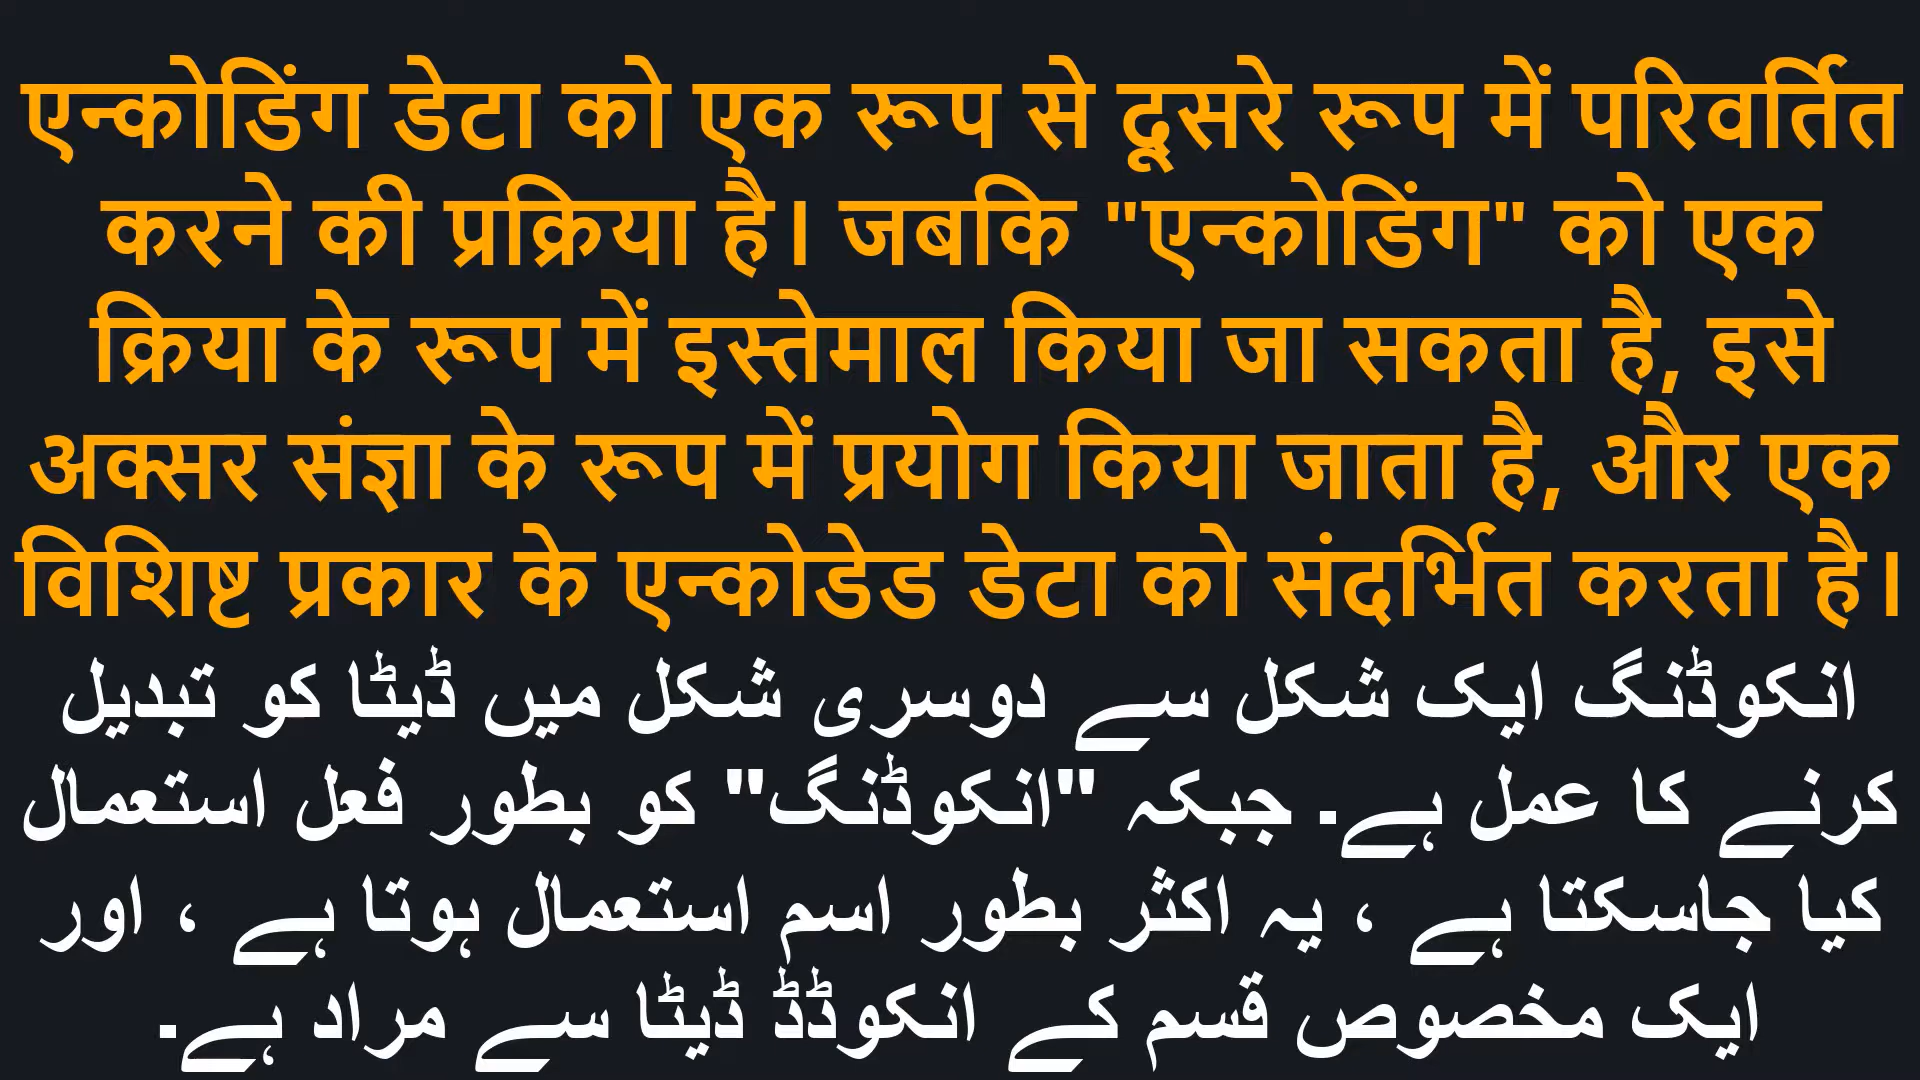 एन्कोडिंग डेटा को एक रूप से दूसरे रूप में परिवर्तित
करने की प्रक्रिया है। जबकि "एन्कोडिंग" को एक
क्रिया के रूप में इस्तेमाल किया जा सकता है, इसे
अक्सर संज्ञा के रूप में प्रयोग किया जाता है, और एक
विशिष्ट प्रकार के एन्कोडेड डेटा को संदर्भित करता है।
انکوڈنگ ایک شکل سے دوسری شکل میں ڈیٹا کو تبدیل
کرنے کا عمل ہے۔ جبکہ "انکوڈنگ" کو بطور فعل استعمال
کیا جاسکتا ہے ، یہ اکثر بطور اسم استعمال ہوتا ہے ، اور
ایک مخصوص قسم کے انکوڈڈ ڈیٹا سے مراد ہے۔